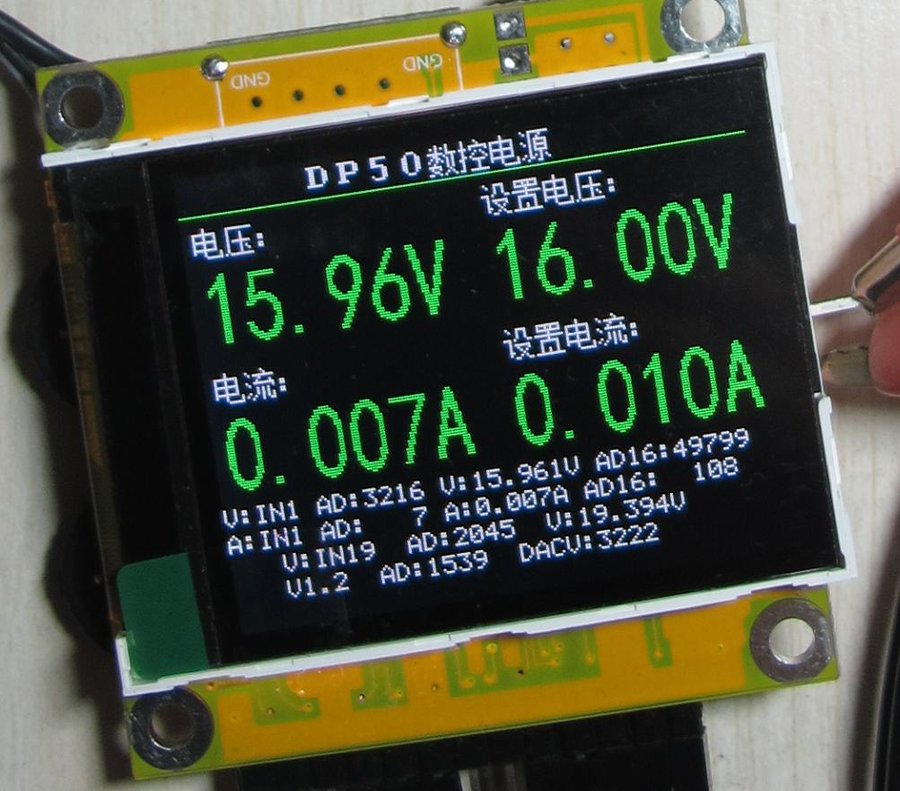 GND
GND
DP50数控电源
电压: 设置电压:
15.96V 16.00V
电流: 设置电流:
0.007A 0.010A
V:IN1 AD:3216 V:15.961V AD16:49799
A:IN1 AD: 7 A:0.007A AD16: 108
V:IN19 AD:2045 V:19.394V
V1.2 AD:1539 DACV:3222